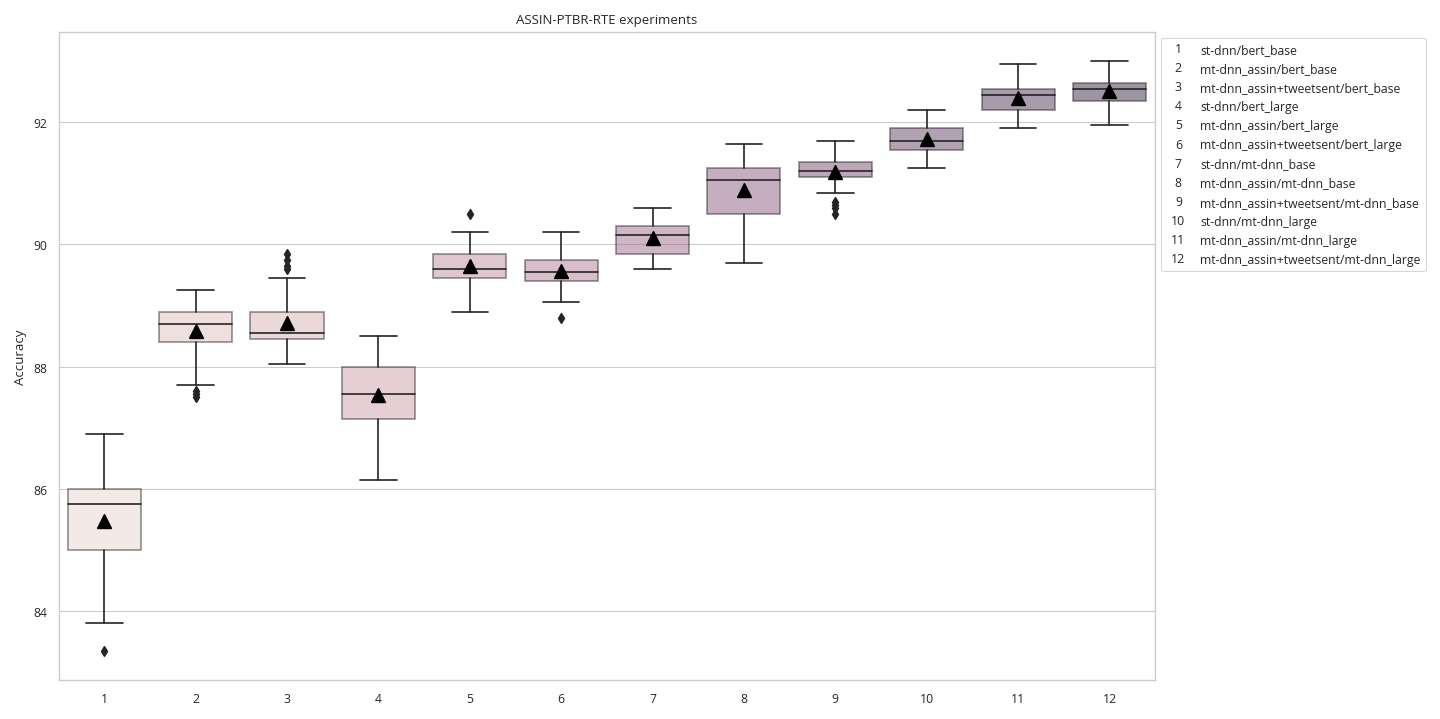 ASSIN-PTBR-RTE experiments
Accuracy
92
90
88
86
84
1 2 3 4 5 6 7 8 9 10 11 12
1 st-dnn/bert_base
2 mt-dnn_assin/bert_base
3 mt-dnn_assin+tweetsent/bert_base
4 st-dnn/bert_large
5 mt-dnn_assin/bert_large
6 mt-dnn_assin+tweetsent/bert_large
7 st-dnn/mt-dnn_base
8 mt-dnn_assin/mt-dnn_base
9 mt-dnn_assin+tweetsent/mt-dnn_base
10 st-dnn/mt-dnn_large
11 mt-dnn_assin/mt-dnn_large
12 mt-dnn_assin+tweetsent/mt-dnn_large